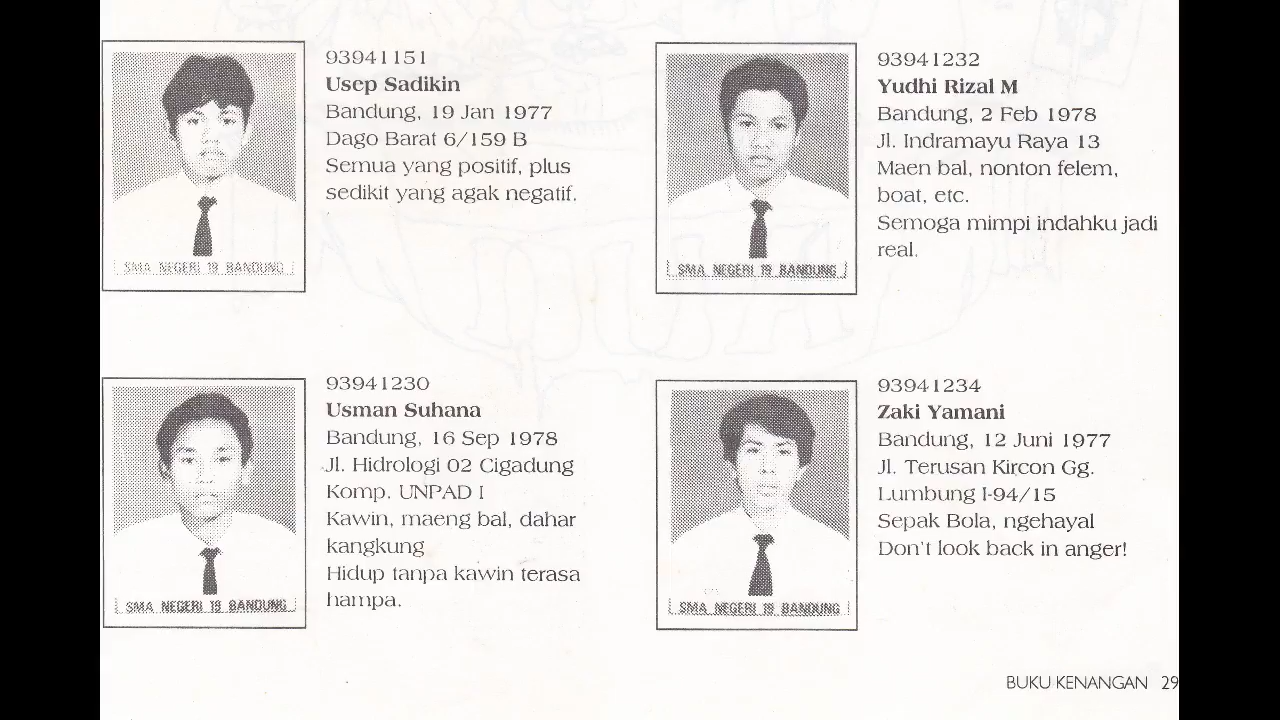 93941151
Usep Sadikin
Bandung, 19 Jan 1977
Dago Barat 6/159 B
Semua yang positif, plus
sedikit yang agak negatif.
SMA NEGERI 19 BANDUNG
93941232
Yudhi Rizal M
Bandung, 2 Feb 1978
Jl. Indramayu Raya 13
Maen bal, nonton felem,
boat, etc.
Semoga mimpi indahku jadi
real.
SMA NEGERI 19 BANDUNG
93941230
Usman Suhana
Bandung, 16 Sep 1978
Jl. Hidrologi 02 Cigadung
Komp. UNPAD I
Kawin, maeng bal, dahar
kangkung
Hidup tanpa kawin terasa
hampa.
SMA NEGERI 19 BANDUNG
93941234
Zaki Yamani
Bandung, 12 Juni 1977
Jl. Terusan Kircon Gg.
Lumbung I-94/15
Sepak Bola, ngehayal
Don't look back in anger!
SMA NEGERI 19 BANDUNG
BUKU KENANGAN 29